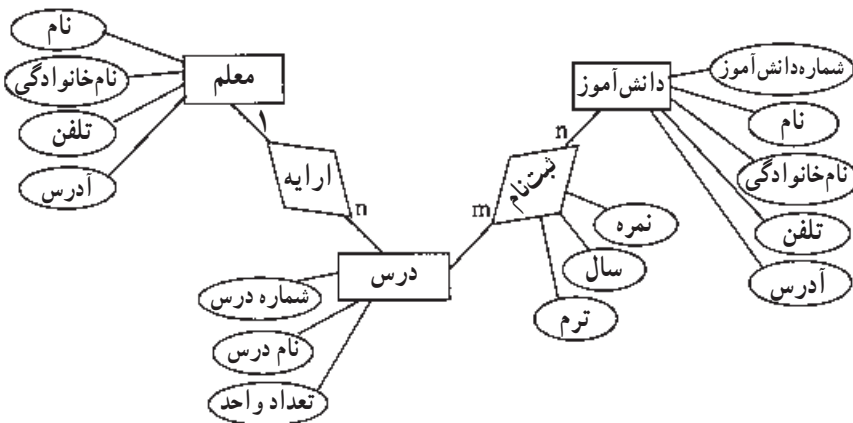 نام
معلم
نام خانوادگی
تلفن
آدرس
۱
ارایه
n
درس
شماره درس
نام درس
تعداد واحد
دانش‌آموز
شماره دانش‌آموز
نام
نام خانوادگی
تلفن
آدرس
n
ثبت نام
m
نمره
سال
ترم